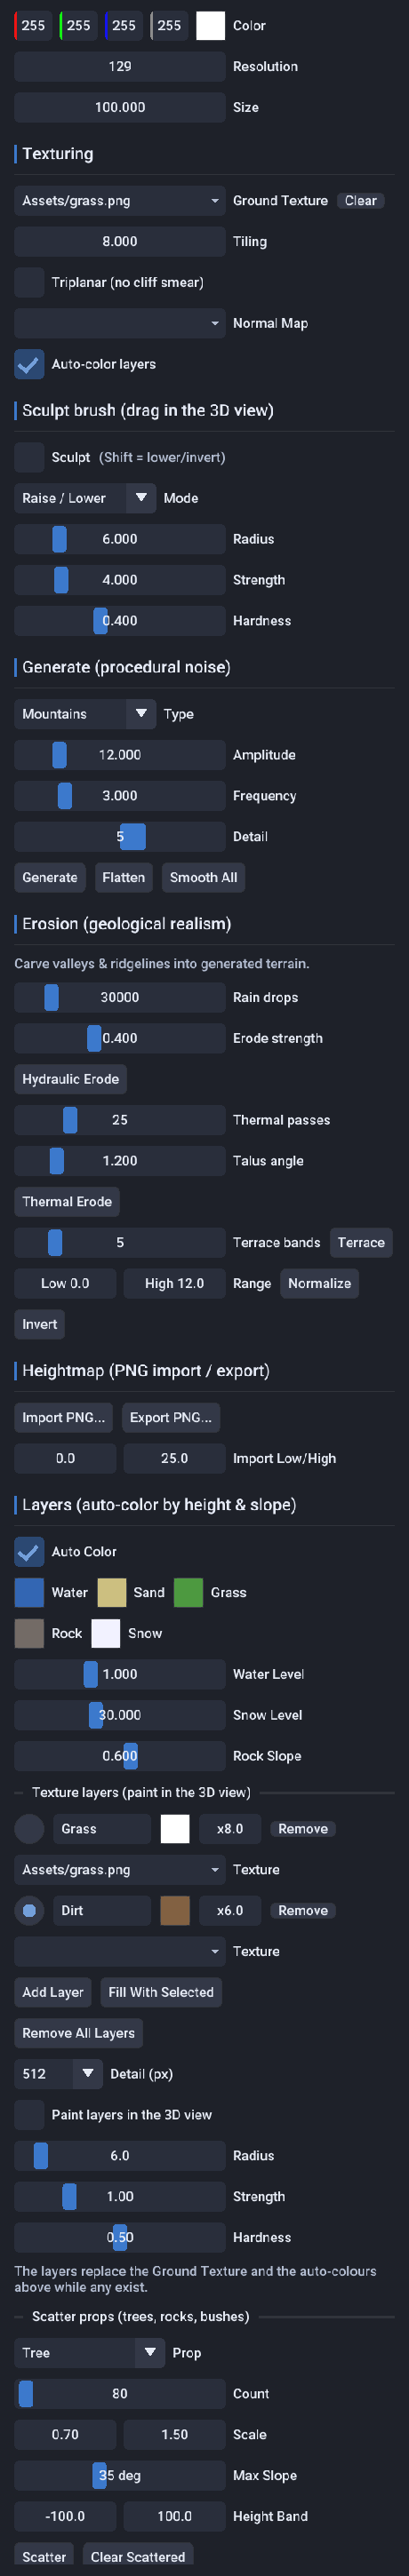 255 255 255 255 Color
129 Resolution
100.000 Size
Texturing
Assets/grass.png Ground Texture Clear
8.000 Tiling
Triplanar (no cliff smear)
Normal Map
Auto-color layers
Sculpt brush (drag in the 3D view)
Sculpt (Shift = lower/invert)
Raise / Lower Mode
6.000 Radius
4.000 Strength
0.400 Hardness
Generate (procedural noise)
Mountains Type
12.000 Amplitude
3.000 Frequency
5 Detail
Generate Flatten Smooth All
Erosion (geological realism)
Carve valleys & ridgelines into generated terrain.
30000 Rain drops
0.400 Erode strength
Hydraulic Erode
25 Thermal passes
1.200 Talus angle
Thermal Erode
5 Terrace bands Terrace
Low 0.0 High 12.0 Range Normalize
Invert
Heightmap (PNG import / export)
Import PNG... Export PNG...
0.0 25.0 Import Low/High
Layers (auto-color by height & slope)
Auto Color
Water Sand Grass
Rock Snow
1.000 Water Level
30.000 Snow Level
0.600 Rock Slope
Texture layers (paint in the 3D view)
Grass x8.0 Remove
Assets/grass.png Texture
Dirt x6.0 Remove
Texture
Add Layer Fill With Selected
Remove All Layers
512 Detail (px)
Paint layers in the 3D view
6.0 Radius
1.00 Strength
0.50 Hardness
The layers replace the Ground Texture and the auto-colours
above while any exist.
Scatter props (trees, rocks, bushes)
Tree Prop
80 Count
0.70 1.50 Scale
35 deg Max Slope
-100.0 100.0 Height Band
Scatter Clear Scattered